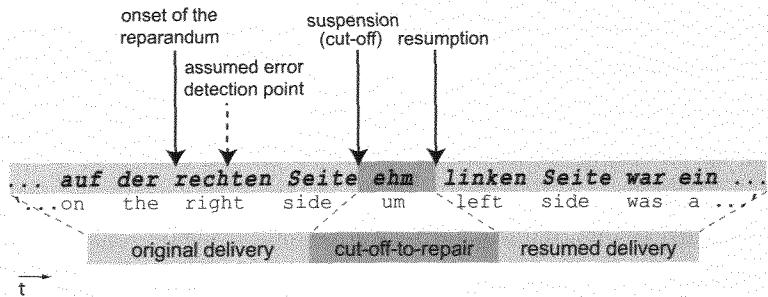 onset of the
reparandum
assumed error
detection point
suspension
(cut-off)
resumption
... auf der rechten Seite ehm linken Seite war ein ...
...on the right side um left side was a ...
original delivery cut-off-to-repair resumed delivery
t